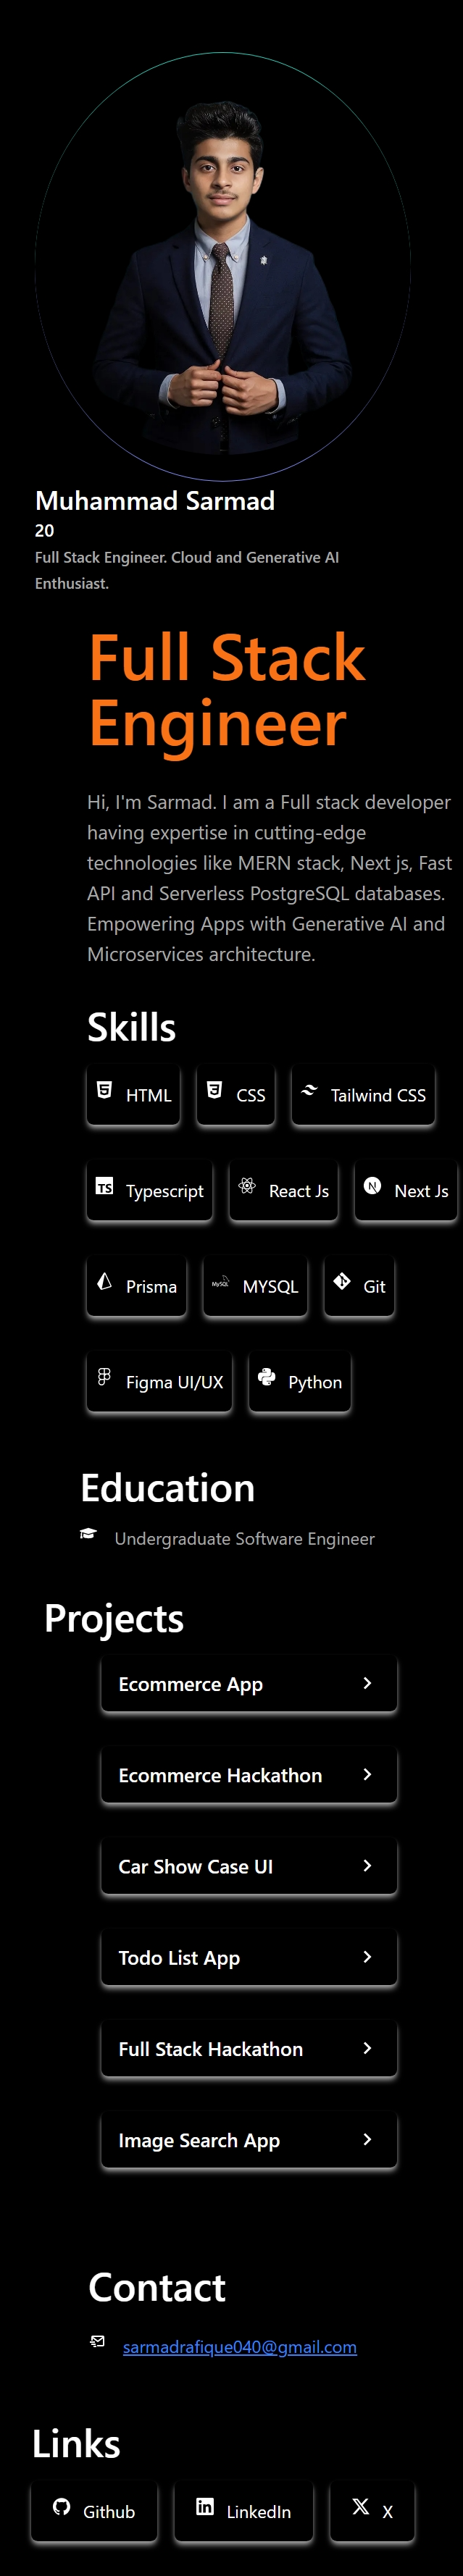 Muhammad Sarmad
20
Full Stack Engineer. Cloud and Generative AI
Enthusiast.
Full Stack
Engineer
Hi, I'm Sarmad. I am a Full stack developer
having expertise in cutting-edge
technologies like MERN stack, Next js, Fast
API and Serverless PostgreSQL databases.
Empowering Apps with Generative AI and
Microservices architecture.
Skills
HTML CSS Tailwind CSS
TS Typescript React Js N Next Js
Prisma MySQL MYSQL Git
Figma UI/UX Python
Education
Undergraduate Software Engineer
Projects
Ecommerce App
Ecommerce Hackathon
Car Show Case UI
Todo List App
Full Stack Hackathon
Image Search App
Contact
sarmadrafique040@gmail.com
Links
Github in LinkedIn X X